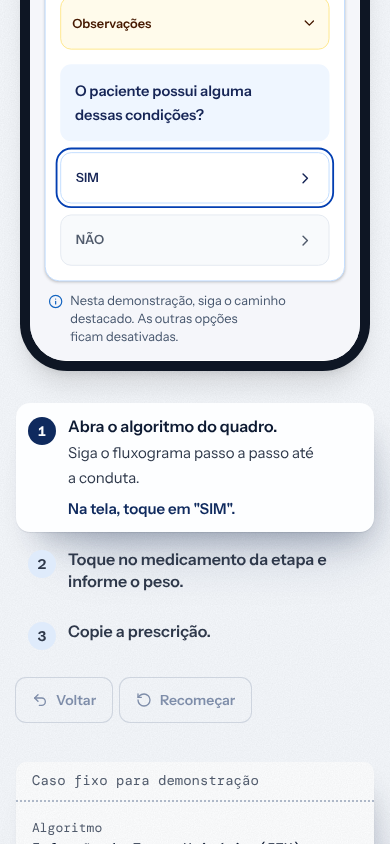 Observações
O paciente possui alguma
dessas condições?
SIM
NÃO
Nesta demonstração, siga o caminho
destacado. As outras opções
ficam desativadas.
1 Abra o algoritmo do quadro.
Siga o fluxograma passo a passo até
a conduta.
Na tela, toque em "SIM".
2 Toque no medicamento da etapa e
informe o peso.
3 Copie a prescrição.
Voltar Recomeçar
Caso fixo para demonstração
Algoritmo